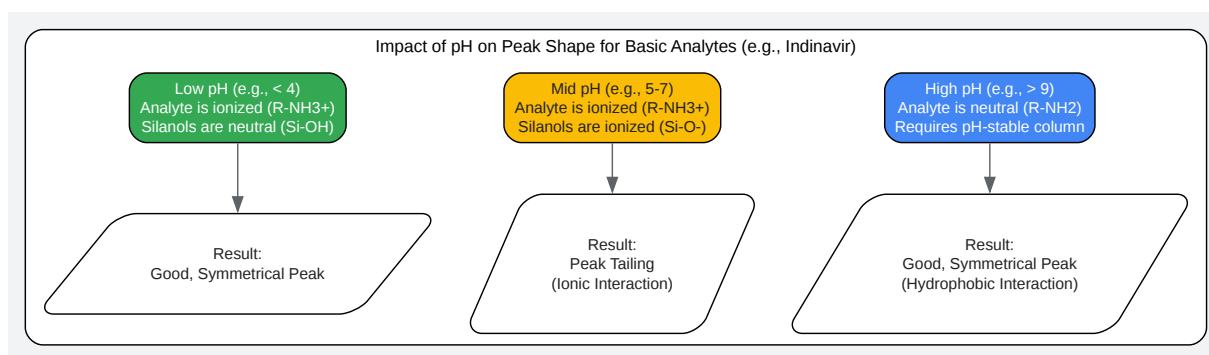 Impact of pH on Peak Shape for Basic Analytes (e.g., Indinavir)
Low pH (e.g., < 4)
Analyte is ionized (R-NH3+)
Silanols are neutral (Si-OH)
Mid pH (e.g., 5-7)
Analyte is ionized (R-NH3+)
Silanols are ionized (Si-O-)
High pH (e.g., > 9)
Analyte is neutral (R-NH2)
Requires pH-stable column
Result:
Good, Symmetrical Peak
Result:
Peak Tailing
(Ionic Interaction)
Result:
Good, Symmetrical Peak
(Hydrophobic Interaction)